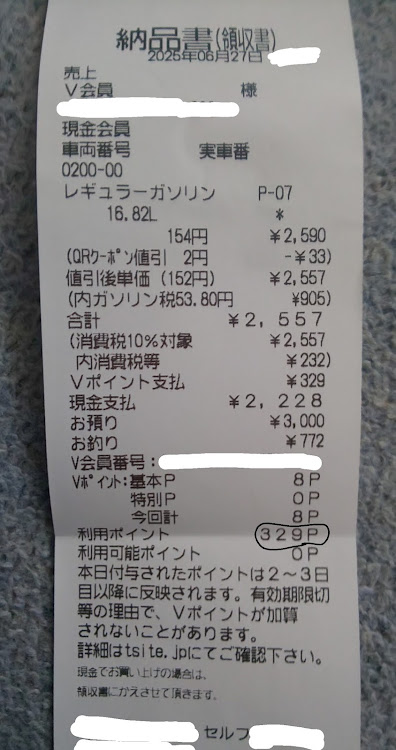 納品書(領収書)
2025年06月27日
売上
V会員 様
現金会員
車両番号 実車番
0200-00
レギュラーガソリン P-07
16.82L *
154円 ¥2,590
(QRクーポン値引 2円 -¥33)
値引後単価(152円) ¥2,557
(内ガソリン税53.80円 ¥905)
合計 ¥2,557
(消費税10%対象 ¥2,557
内消費税等 ¥232)
Vポイント支払 ¥329
現金支払 ¥2,228
お預り ¥3,000
お釣り ¥772
V会員番号:
Vポイント:基本P 8P
特別P 0P
今回計 8P
利用ポイント 329P
利用可能ポイント 0P
本日付与されたポイントは2~3日
目以降に反映されます。有効期限切
等の理由で、Vポイントが加算
されないことがあります。
詳細はtsite.jpにてご確認下さい。
現金でお買い上げの場合は、
領収書にかえさせて頂きます。
セルフ